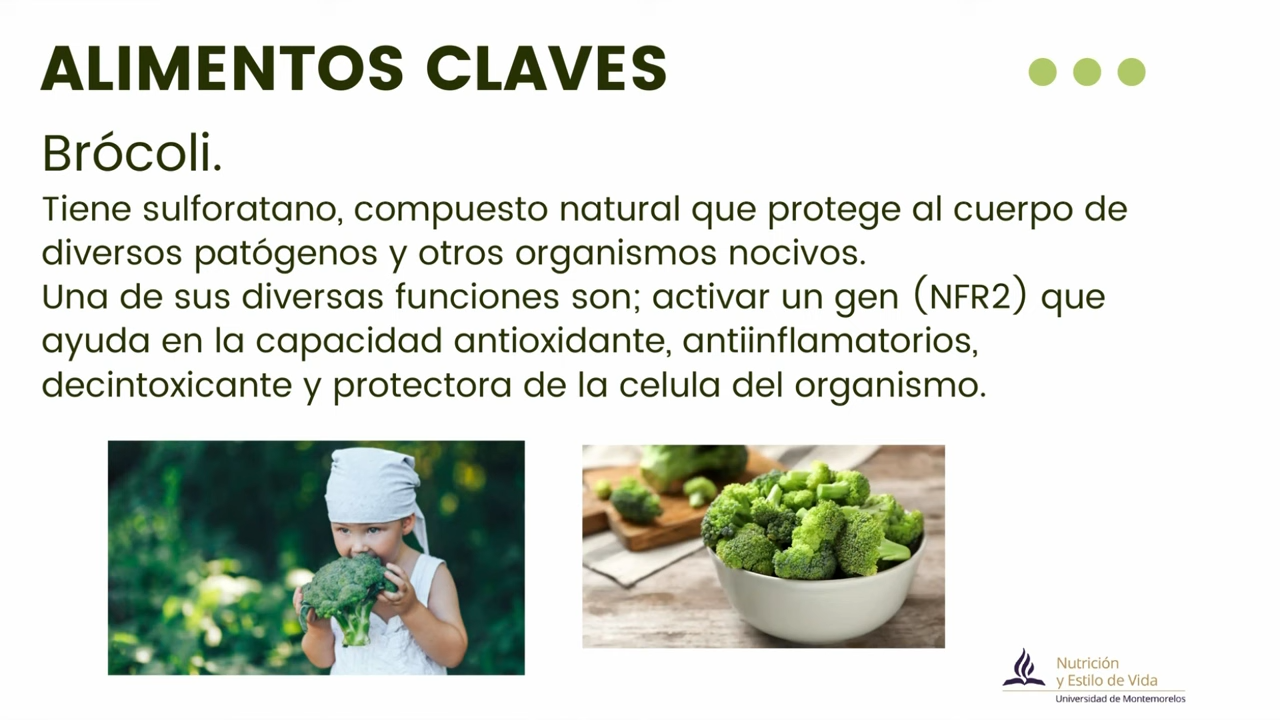 ALIMENTOS CLAVES
Brócoli.
Tiene sulforatano, compuesto natural que protege al cuerpo de
diversos patógenos y otros organismos nocivos.
Una de sus diversas funciones son; activar un gen (NFR2) que
ayuda en la capacidad antioxidante, antiinflamatorios,
decintoxicante y protectora de la celula del organismo.
Nutrición
y Estilo de Vida
Universidad de Montemorelos